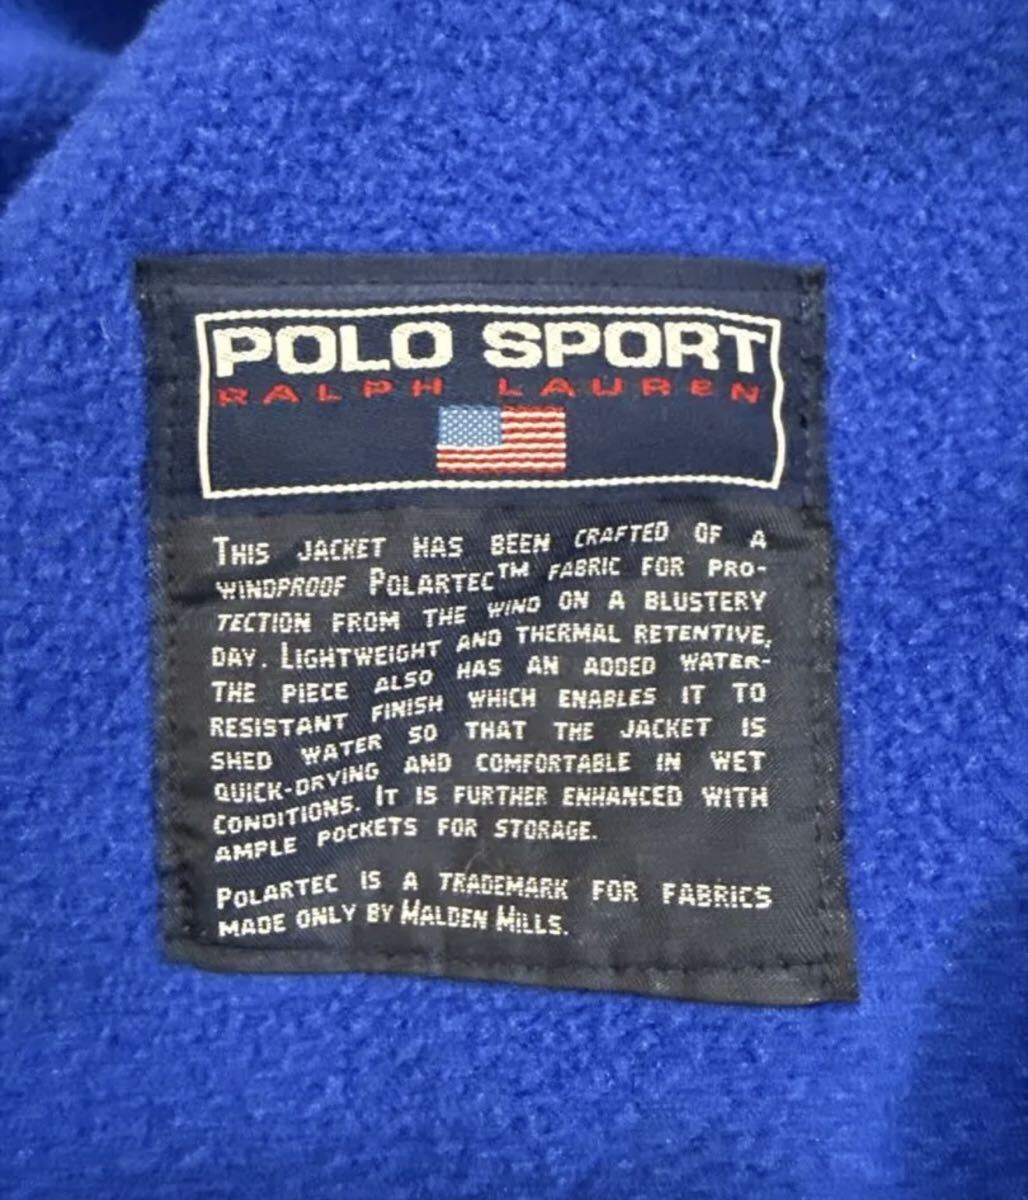 POLO SPORT
RALPH LAUREN
THIS JACKET HAS BEEN CRAFTED OF A
WINDPROOF POLARTEC™ FABRIC FOR PRO-
TECTION FROM THE WIND ON A BLUSTERY
DAY. LIGHTWEIGHT AND THERMAL RETENTIVE,
THE PIECE ALSO HAS AN ADDED WATER-
RESISTANT FINISH WHICH ENABLES IT TO
SHED WATER SO THAT THE JACKET IS
QUICK-DRYING AND COMFORTABLE IN WET
CONDITIONS. IT IS FURTHER ENHANCED WITH
AMPLE POCKETS FOR STORAGE.
POLARTEC IS A TRADEMARK FOR FABRICS
MADE ONLY BY MALDEN MILLS.